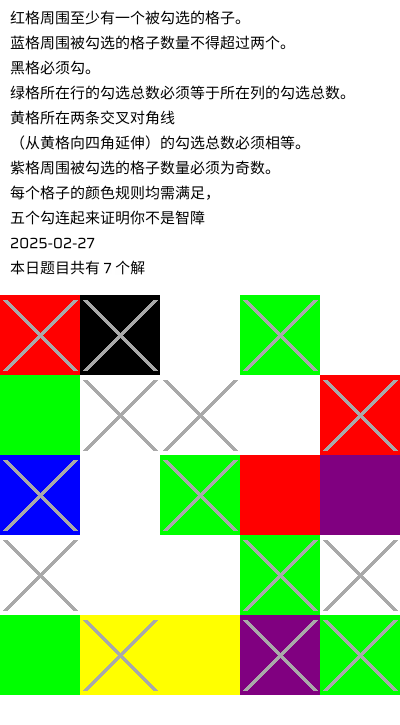 红格周围至少有一个被勾选的格子。
蓝格周围被勾选的格子数量不得超过两个。
黑格必须勾。
绿格所在行的勾选总数必须等于所在列的勾选总数。
黄格所在两条交叉对角线
（从黄格向四角延伸）的勾选总数必须相等。
紫格周围被勾选的格子数量必须为奇数。
每个格子的颜色规则均需满足，
五个勾连起来证明你不是智障
2025-02-27
本日题目共有 7 个解